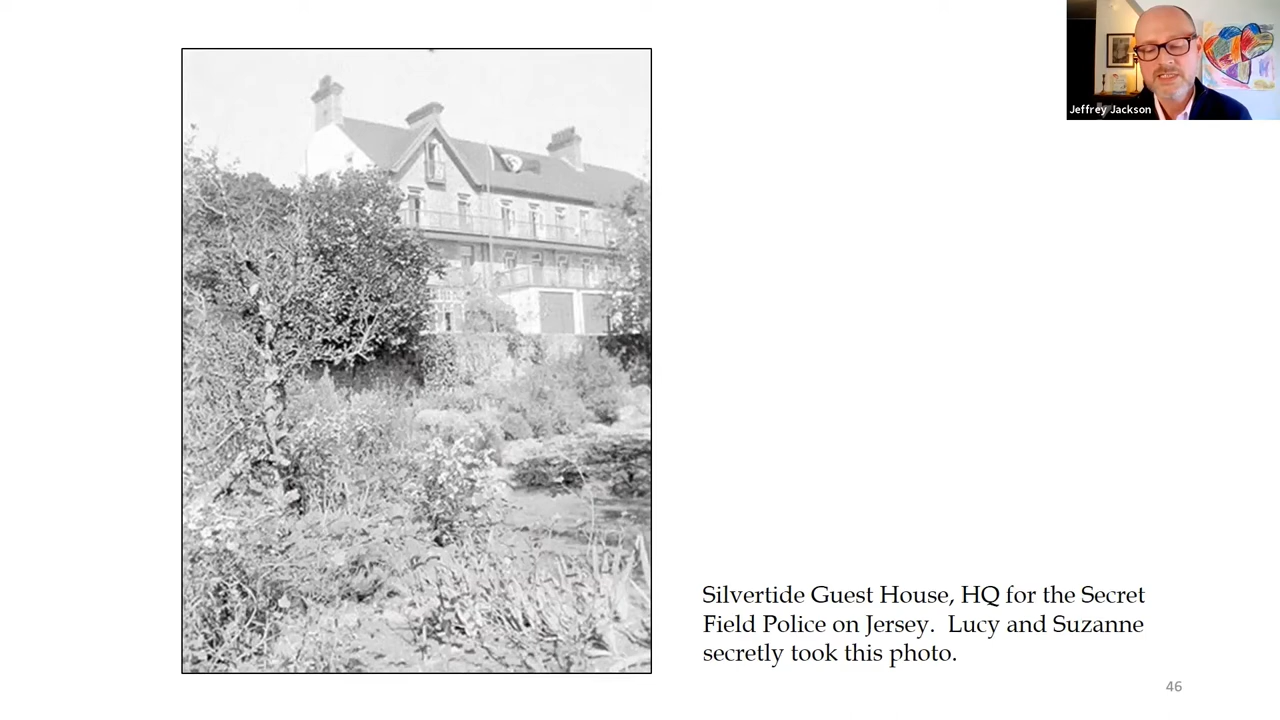 Jeffrey Jackson
Silvertide Guest House, HQ for the Secret
Field Police on Jersey.  Lucy and Suzanne
secretly took this photo.
46